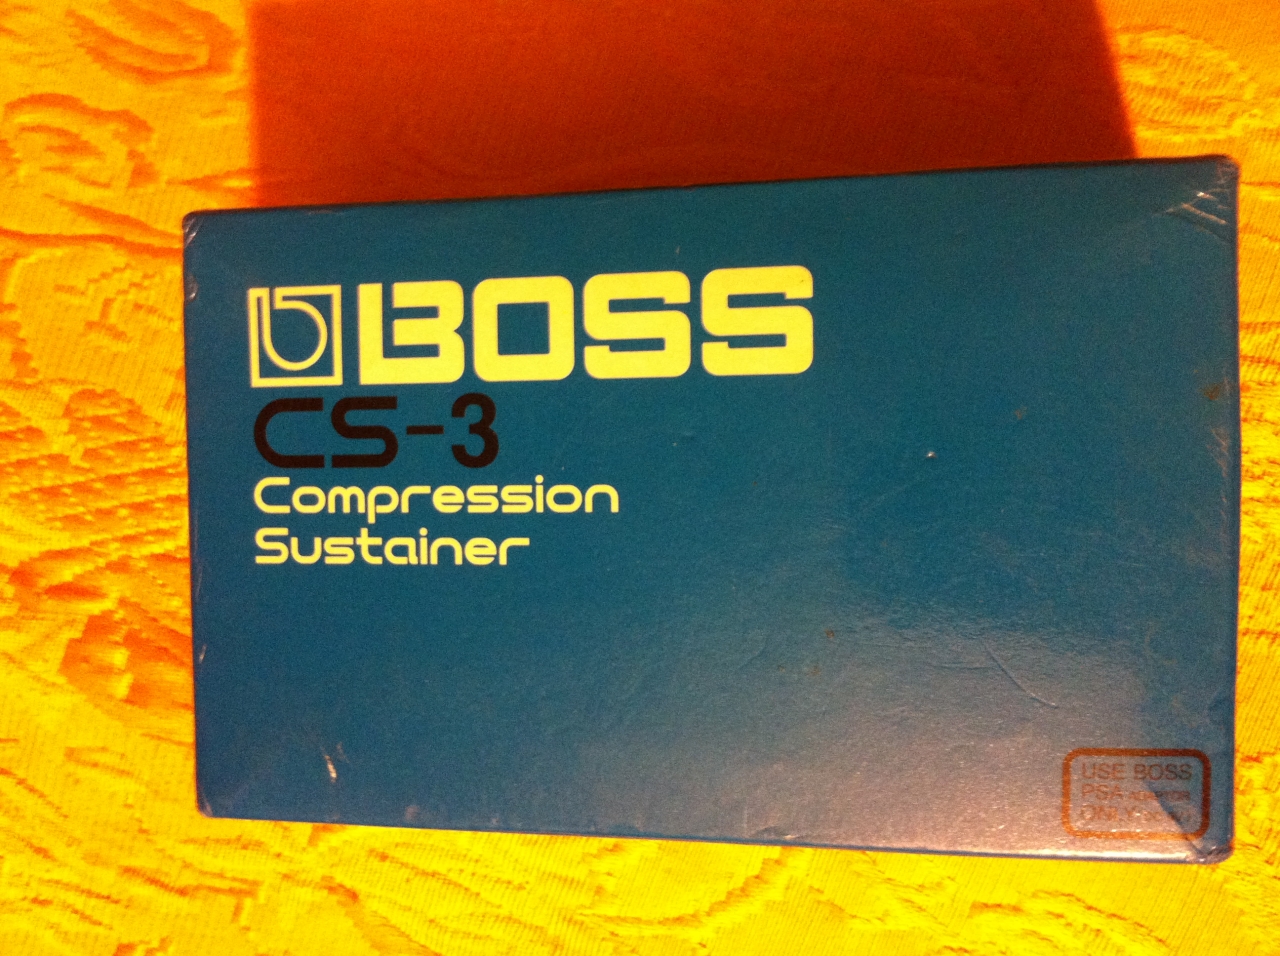 b BOSS
CS-3
Compression
Sustainer
USE BOSS
PSA
ONLY